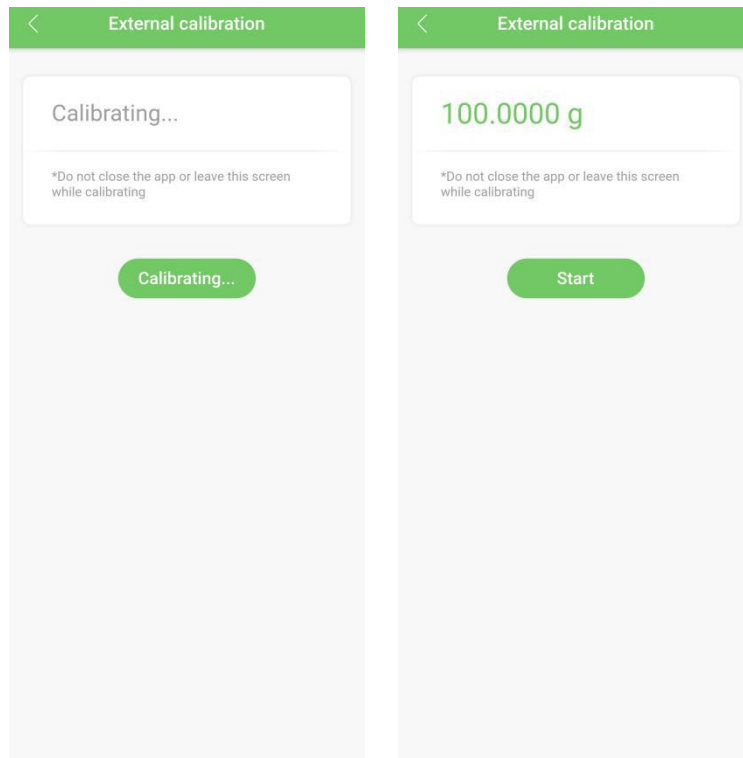 External calibration
Calibrating...
*Do not close the app or leave this screen
while calibrating
Calibrating...
External calibration
100.0000 g
*Do not close the app or leave this screen
while calibrating
Start